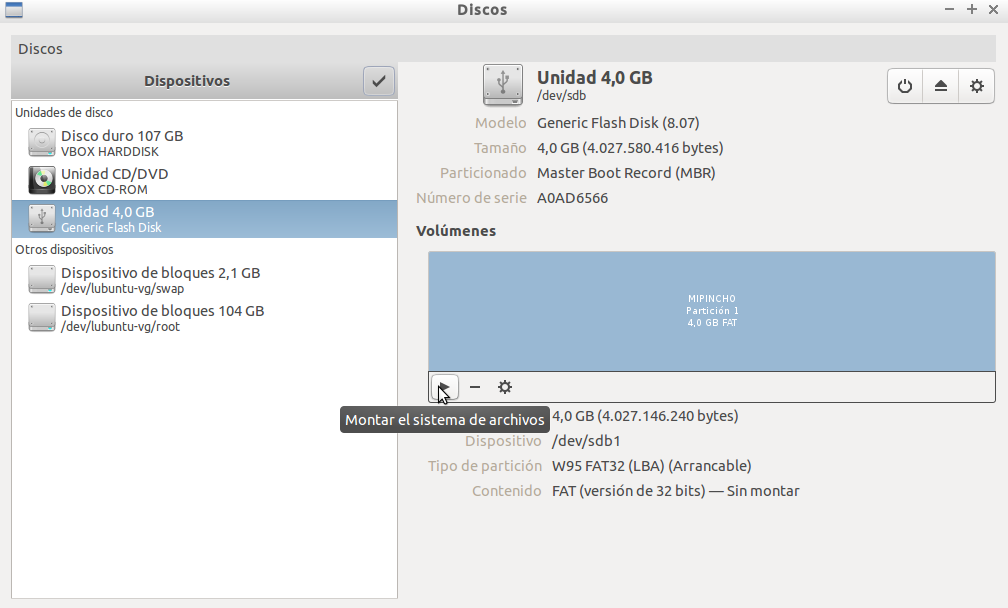 Discos
Discos
Dispositivos
Unidades de disco
Disco duro 107 GB
VBOX HARDDISK
Unidad CD/DVD
VBOX CD-ROM
Unidad 4,0 GB
Generic Flash Disk
Otros dispositivos
Dispositivo de bloques 2,1 GB
/dev/lubuntu-vg/swap
Dispositivo de bloques 104 GB
/dev/lubuntu-vg/root
Unidad 4,0 GB
/dev/sdb
Modelo Generic Flash Disk (8.07)
Tamaño 4,0 GB (4.027.580.416 bytes)
Particionado Master Boot Record (MBR)
Número de serie A0AD6566
Volúmenes
MIPINCHO
Partición 1
4,0 GB FAT
Montar el sistema de archivos 4,0 GB (4.027.146.240 bytes)
Dispositivo /dev/sdb1
Tipo de partición W95 FAT32 (LBA) (Arrancable)
Contenido FAT (versión de 32 bits) — Sin montar